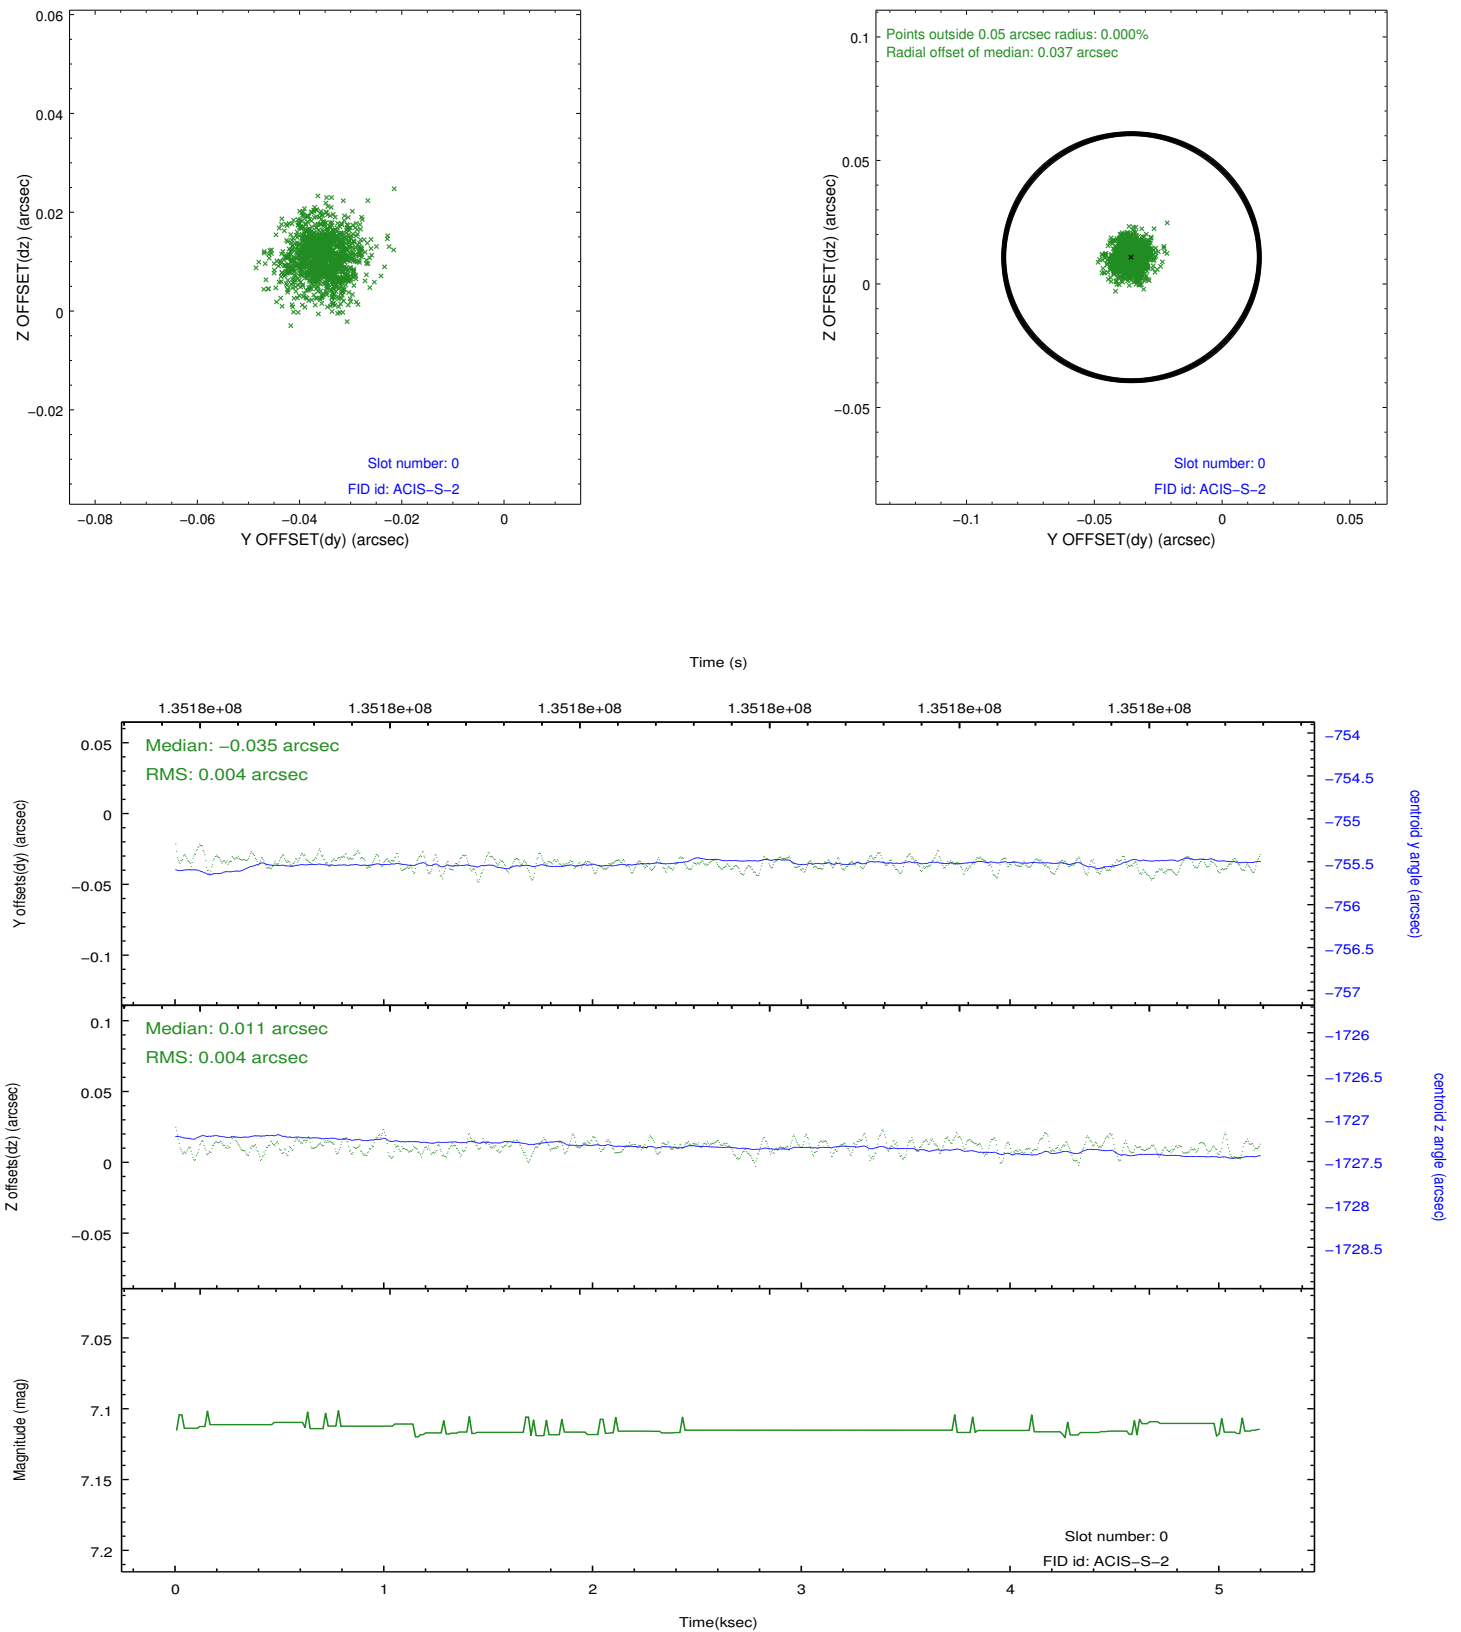 0.06
0.04
0.02
0
−0.02
Z OFFSET(dz) (arcsec)
Slot number: 0
FID id: ACIS−S−2
−0.08 −0.06 −0.04 −0.02 0
Y OFFSET(dy) (arcsec)
Points outside 0.05 arcsec radius: 0.000%
Radial offset of median: 0.037 arcsec
0.1
0.05
0
−0.05
Z OFFSET(dz) (arcsec)
Slot number: 0
FID id: ACIS−S−2
−0.1 −0.05 0 0.05
Y OFFSET(dy) (arcsec)
Time (s)
1.3518e+08 1.3518e+08 1.3518e+08 1.3518e+08 1.3518e+08 1.3518e+08
Median: −0.035 arcsec
RMS: 0.004 arcsec
0.05
0
−0.05
−0.1
Y offsets(dy) (arcsec)
−754
−754.5
−755
−755.5
−756
−756.5
−757
centroid y angle (arcsec)
Median: 0.011 arcsec
RMS: 0.004 arcsec
0.1
0.05
0
−0.05
Z offsets(dz) (arcsec)
−1726
−1726.5
−1727
−1727.5
−1728
−1728.5
centroid z angle (arcsec)
7.05
7.1
7.15
7.2
Magnitude (mag)
Slot number: 0
FID id: ACIS−S−2
0 1 2 3 4 5
Time(ksec)